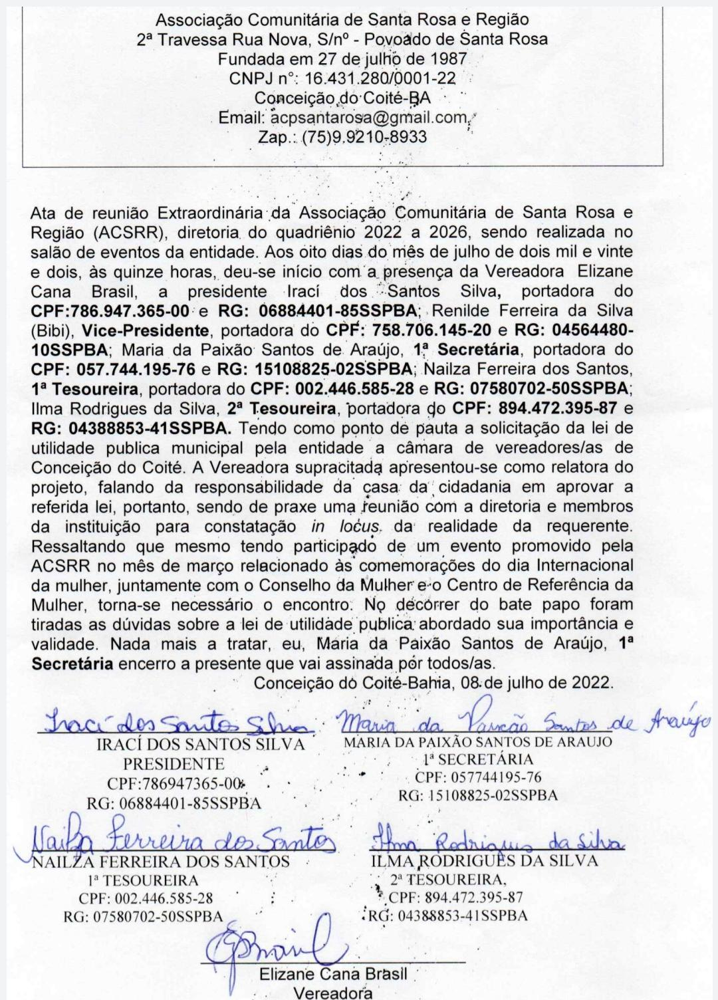 Associação Comunitária de Santa Rosa e Região
2ª Travessa Rua Nova, S/nº - Povoado de Santa Rosa
Fundada em 27 de julho de 1987
CNPJ n°: 16.431.280/0001-22
Conceição do Coité-BA
Email: acpsantarosa@gmail.com
Zap.: (75)9.9210-8933
Ata de reunião Extraordinária da Associação Comunitária de Santa Rosa e
Região (ACSRR), diretoria do quadriênio 2022 a 2026, sendo realizada no
salão de eventos da entidade. Aos oito dias do mês de julho de dois mil e vinte
e dois, às quinze horas, deu-se início com a presença da Vereadora Elizane
Cana Brasil, a presidente Irací dos Santos Silva, portadora do
CPF:786.947.365-00 e RG: 06884401-85SSPBA; Renilde Ferreira da Silva
(Bibi), Vice-Presidente, portadora do CPF: 758.706.145-20 e RG: 04564480-
10SSPBA; Maria da Paixão Santos de Araújo, 1ª Secretária, portadora do
CPF: 057.744.195-76 e RG: 15108825-02SSPBA; Nailza Ferreira dos Santos,
1ª Tesoureira, portadora do CPF: 002.446.585-28 e RG: 07580702-50SSPBA;
Ilma Rodrigues da Silva, 2ª Tesoureira, portadora do CPF: 894.472.395-87 e
RG: 04388853-41SSPBA. Tendo como ponto de pauta a solicitação da lei de
utilidade publica municipal pela entidade a câmara de vereadores/as de
Conceição do Coité. A Vereadora supracitada apresentou-se como relatora do
projeto, falando da responsabilidade da casa da cidadania em aprovar a
referida lei, portanto, sendo de praxe uma reunião com a diretoria e membros
da instituição para constatação in locus, da realidade da requerente.
Ressaltando que mesmo tendo participado de um evento promovido pela
ACSRR no mês de março relacionado às comemorações do dia Internacional
da mulher, juntamente com o Conselho da Mulher e o Centro de Referência da
Mulher, torna-se necessário o encontro. No decorrer do bate papo foram
tiradas as dúvidas sobre a lei de utilidade publica abordado sua importância e
validade. Nada mais a tratar, eu, Maria da Paixão Santos de Araújo, 1ª
Secretária encerro a presente que vai assinada por todos/as.
Conceição do Coité-Bahia, 08 de julho de 2022.
Iraci dos Santos Silva Maria da Paixão Santos de Araújo
IRACÍ DOS SANTOS SILVA MARIA DA PAIXÃO SANTOS DE ARAUJO
PRESIDENTE 1ª SECRETÁRIA
CPF:786947365-00 CPF: 057744195-76
RG: 06884401-85SSPBA RG: 15108825-02SSPBA
Nailza Ferreira dos Santos Ilma Rodrigues da Silva
NAILZA FERREIRA DOS SANTOS ILMA RODRIGUES DA SILVA
1ª TESOUREIRA 2ª TESOUREIRA,
CPF: 002.446.585-28 CPF: 894.472.395-87
RG: 07580702-50SSPBA RG: 04388853-41SSPBA
EBrasil
Elizane Cana Brasil
Vereadora